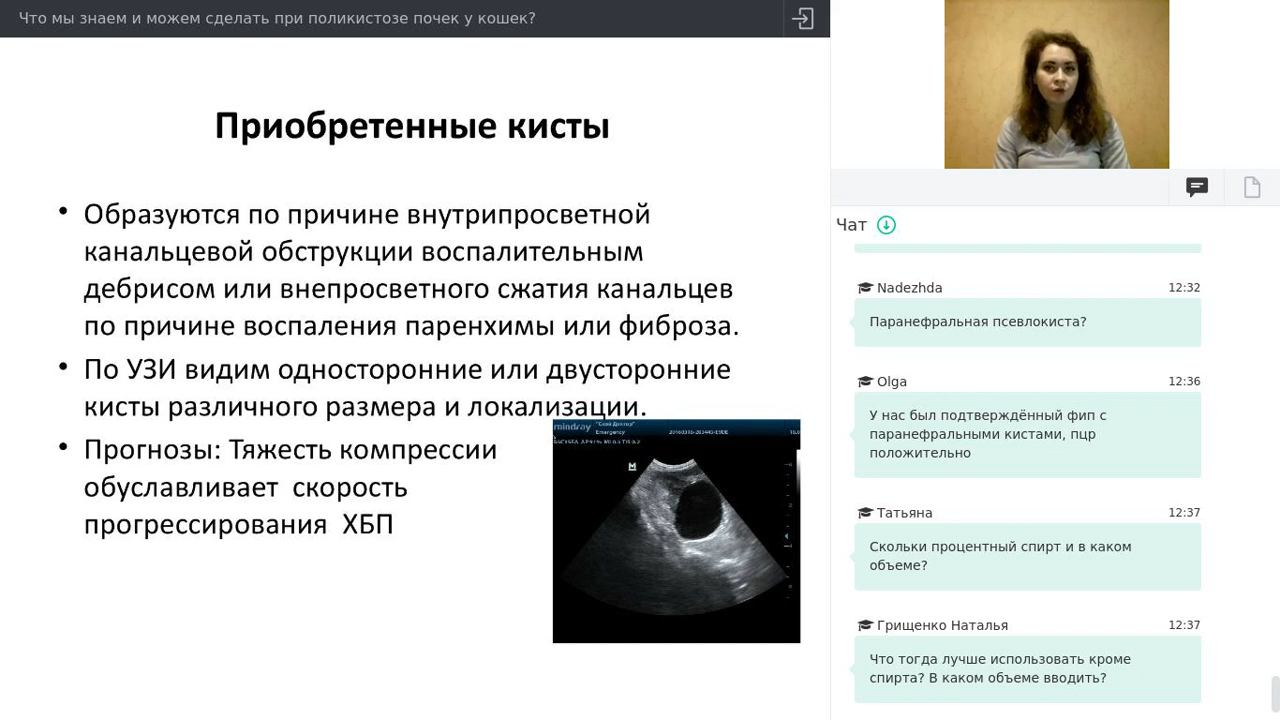 Что мы знаем и можем сделать при поликистозе почек у кошек?
Приобретенные кисты
• Образуются по причине внутрипросветной
канальцевой обструкции воспалительным
дебрисом или внепросветного сжатия канальцев
по причине воспаления паренхимы или фиброза.
• По УЗИ видим односторонние или двусторонние
кисты различного размера и локализации.
• Прогнозы: Тяжесть компрессии
обуславливает скорость
прогрессирования ХБП
mindray
Emergency
M
Чат
Nadezhda 12:32
Паранефральная псевлокиста?
Olga 12:36
У нас был подтверждённый фип с
паранефральными кистами, пцр
положительно
Татьяна 12:37
Скольки процентный спирт и в каком
объеме?
Грищенко Наталья 12:37
Что тогда лучше использовать кроме
спирта? В каком объеме вводить?